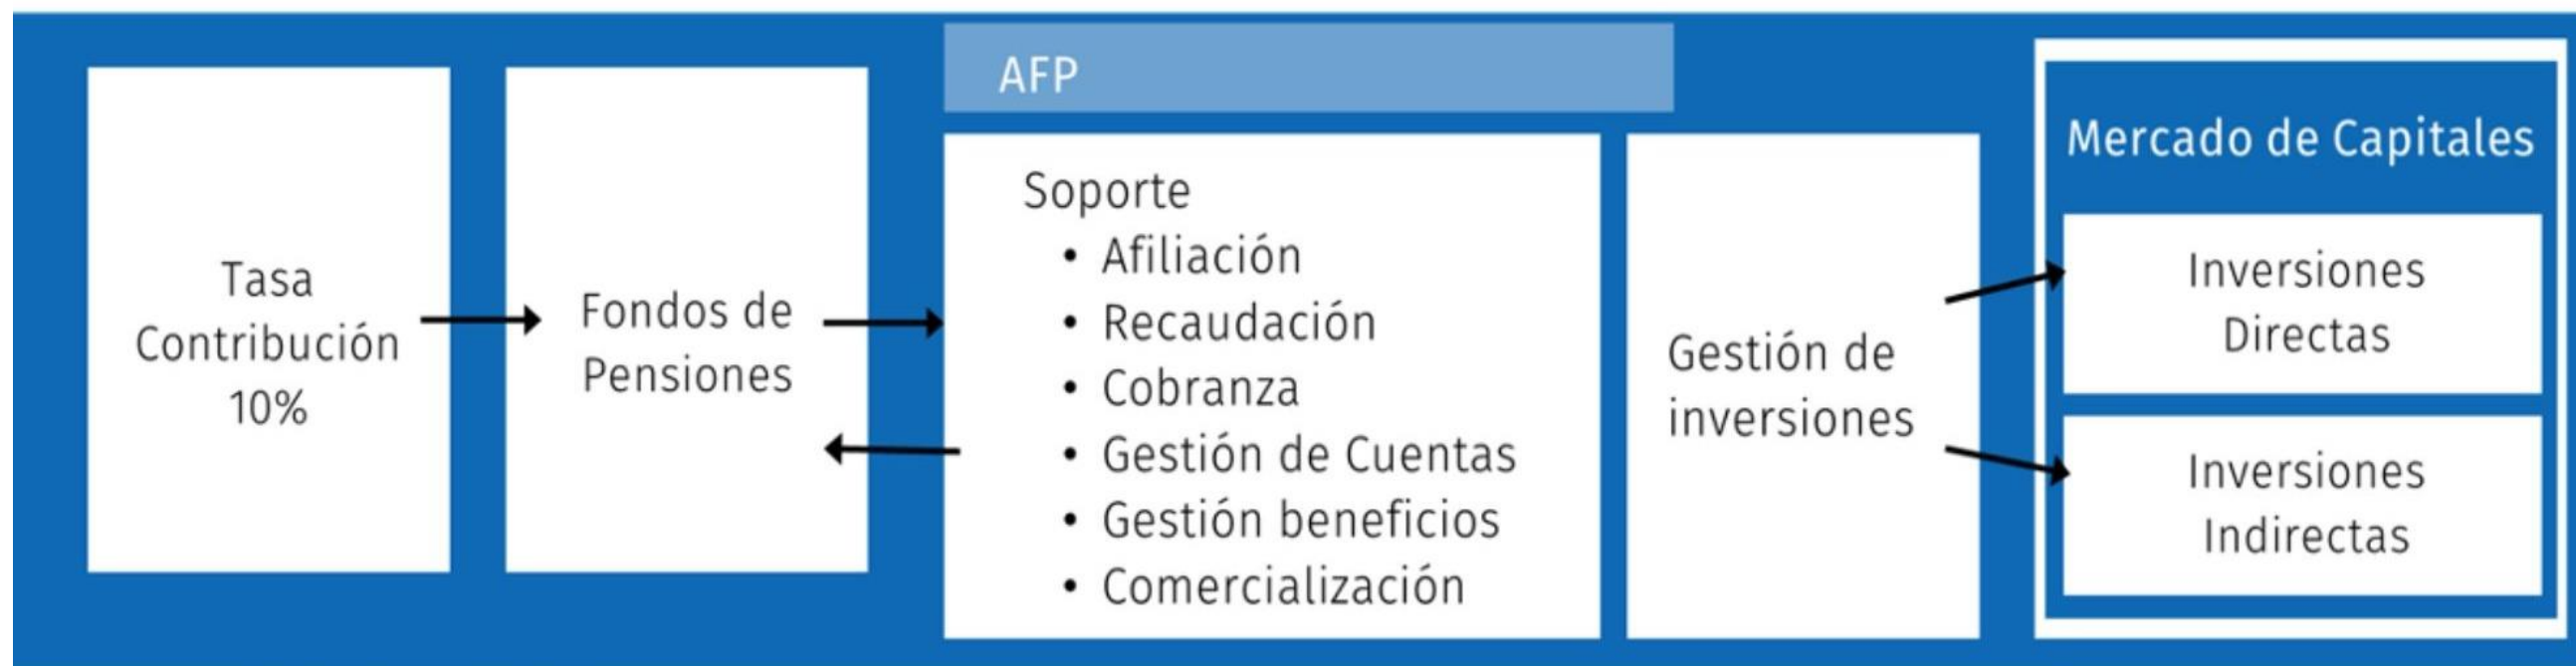 Tasa
Contribución
10%
Fondos de
Pensiones
AFP
Soporte
• Afiliación
• Recaudación
• Cobranza
• Gestión de Cuentas
• Gestión beneficios
• Comercialización
Gestión de
inversiones
Mercado de Capitales
Inversiones
Directas
Inversiones
Indirectas